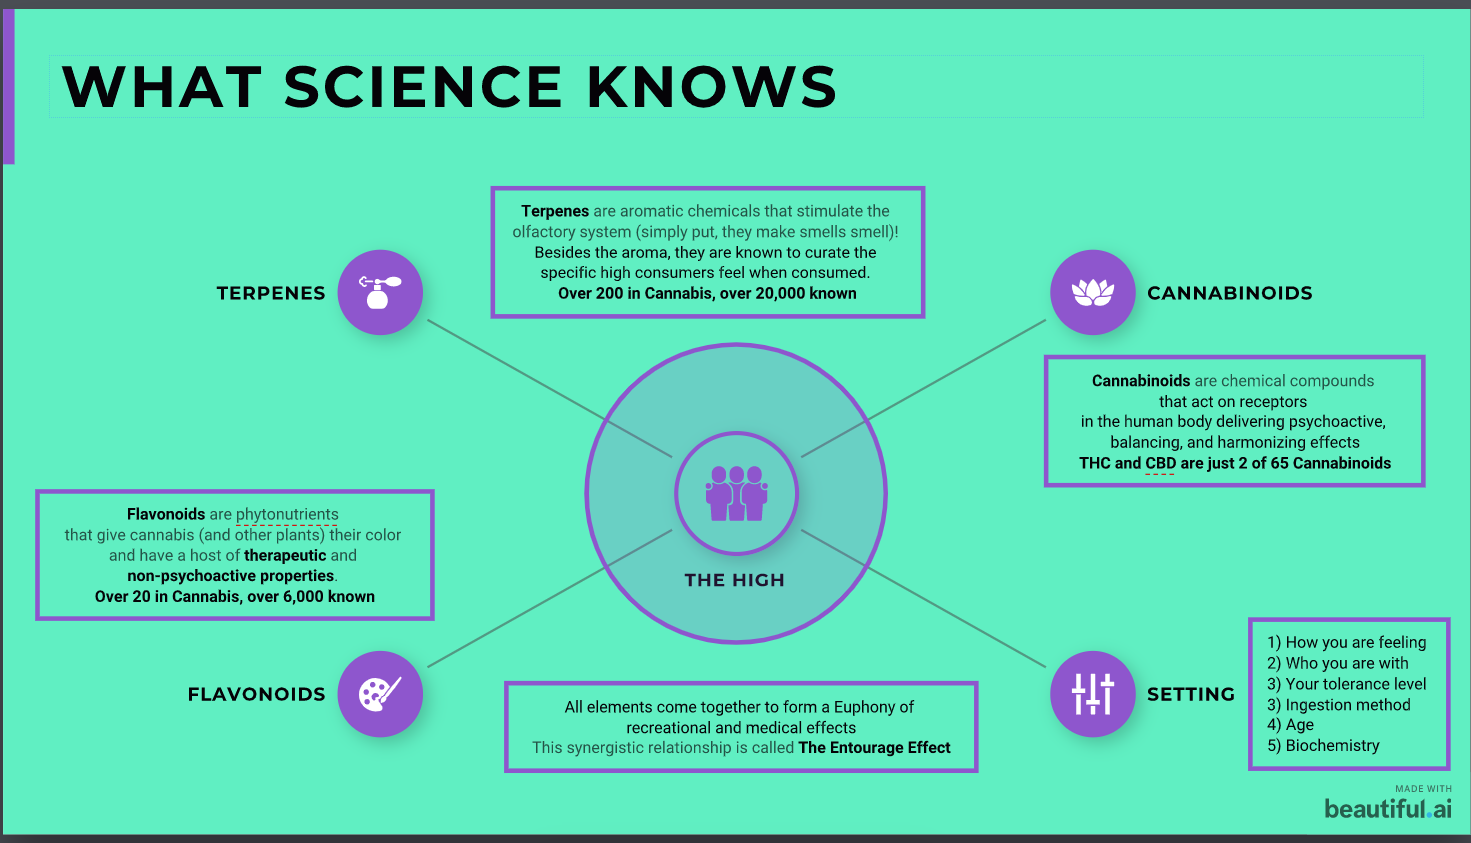 WHAT SCIENCE KNOWS
Terpenes are aromatic chemicals that stimulate the
olfactory system (simply put, they make smells smell)!
Besides the aroma, they are known to curate the
specific high consumers feel when consumed.
Over 200 in Cannabis, over 20,000 known
TERPENES
CANNABINOIDS
Cannabinoids are chemical compounds
that act on receptors
in the human body delivering psychoactive,
balancing, and harmonizing effects
THC and CBD are just 2 of 65 Cannabinoids
Flavonoids are phytonutrients
that give cannabis (and other plants) their color
and have a host of therapeutic and
non-psychoactive properties.
Over 20 in Cannabis, over 6,000 known
THE HIGH
FLAVONOIDS
All elements come together to form a Euphony of
recreational and medical effects
This synergistic relationship is called The Entourage Effect
SETTING
1) How you are feeling
2) Who you are with
3) Your tolerance level
3) Ingestion method
4) Age
5) Biochemistry
MADE WITH
beautiful.ai